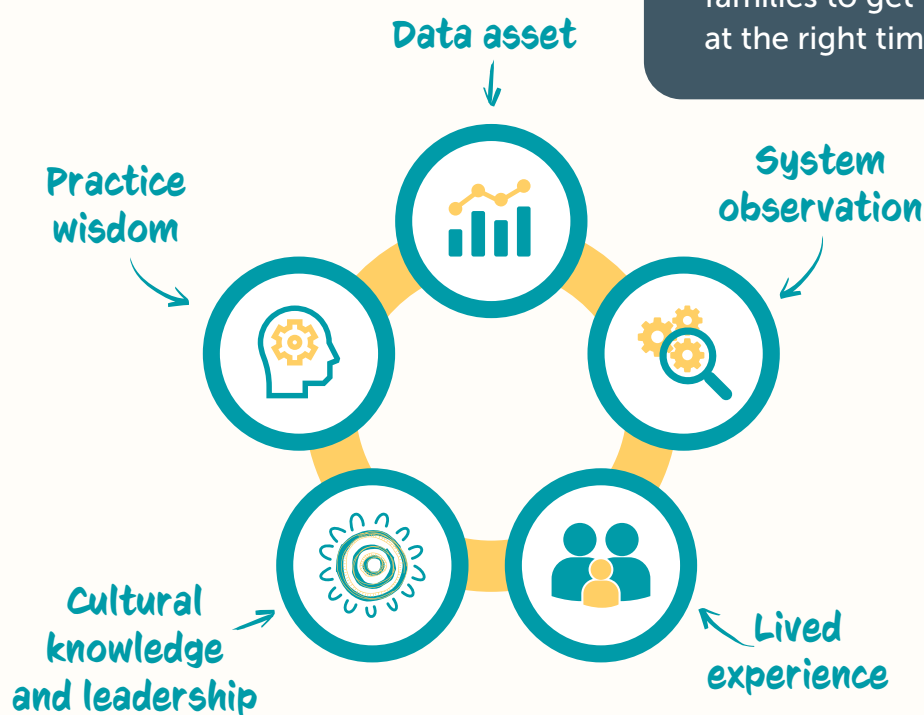 families to get
at the right tim
Data asset
System
observation
Practice
wisdom
Cultural
knowledge
and leadership
Lived
experience